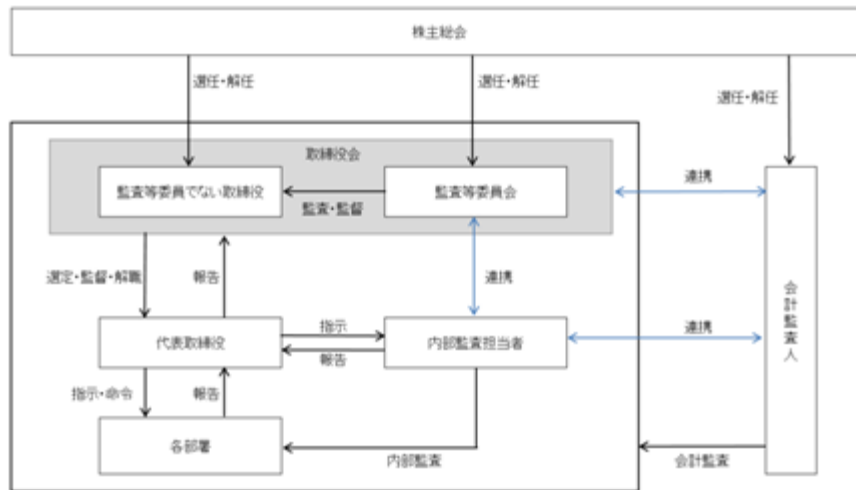 株主総会
選任・解任
選任・解任
選任・解任
取締役会
監査等委員でない取締役
監査・監督
監査等委員会
連携
選定・監督・解職
報告
連携
会計監査人
代表取締役
指示
報告
内部監査担当者
連携
指示・命令
報告
各部署
内部監査
会計監査